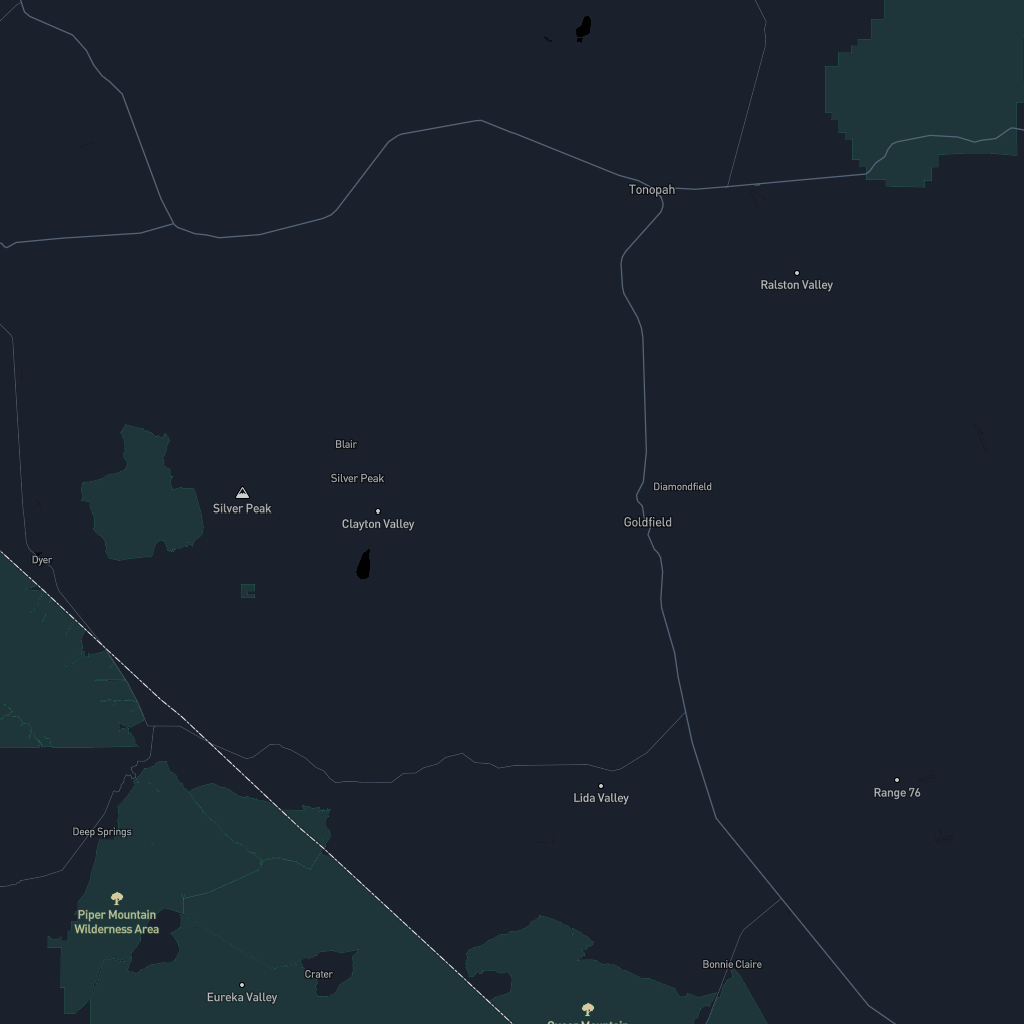 Tonopah
Ralston Valley
Blair
Silver Peak
Diamondfield
Silver Peak
Clayton Valley
Goldfield
Dyer
Lida Valley
Range 76
Deep Springs
Piper Mountain
Wilderness Area
Bonnie Claire
Crater
Eureka Valley